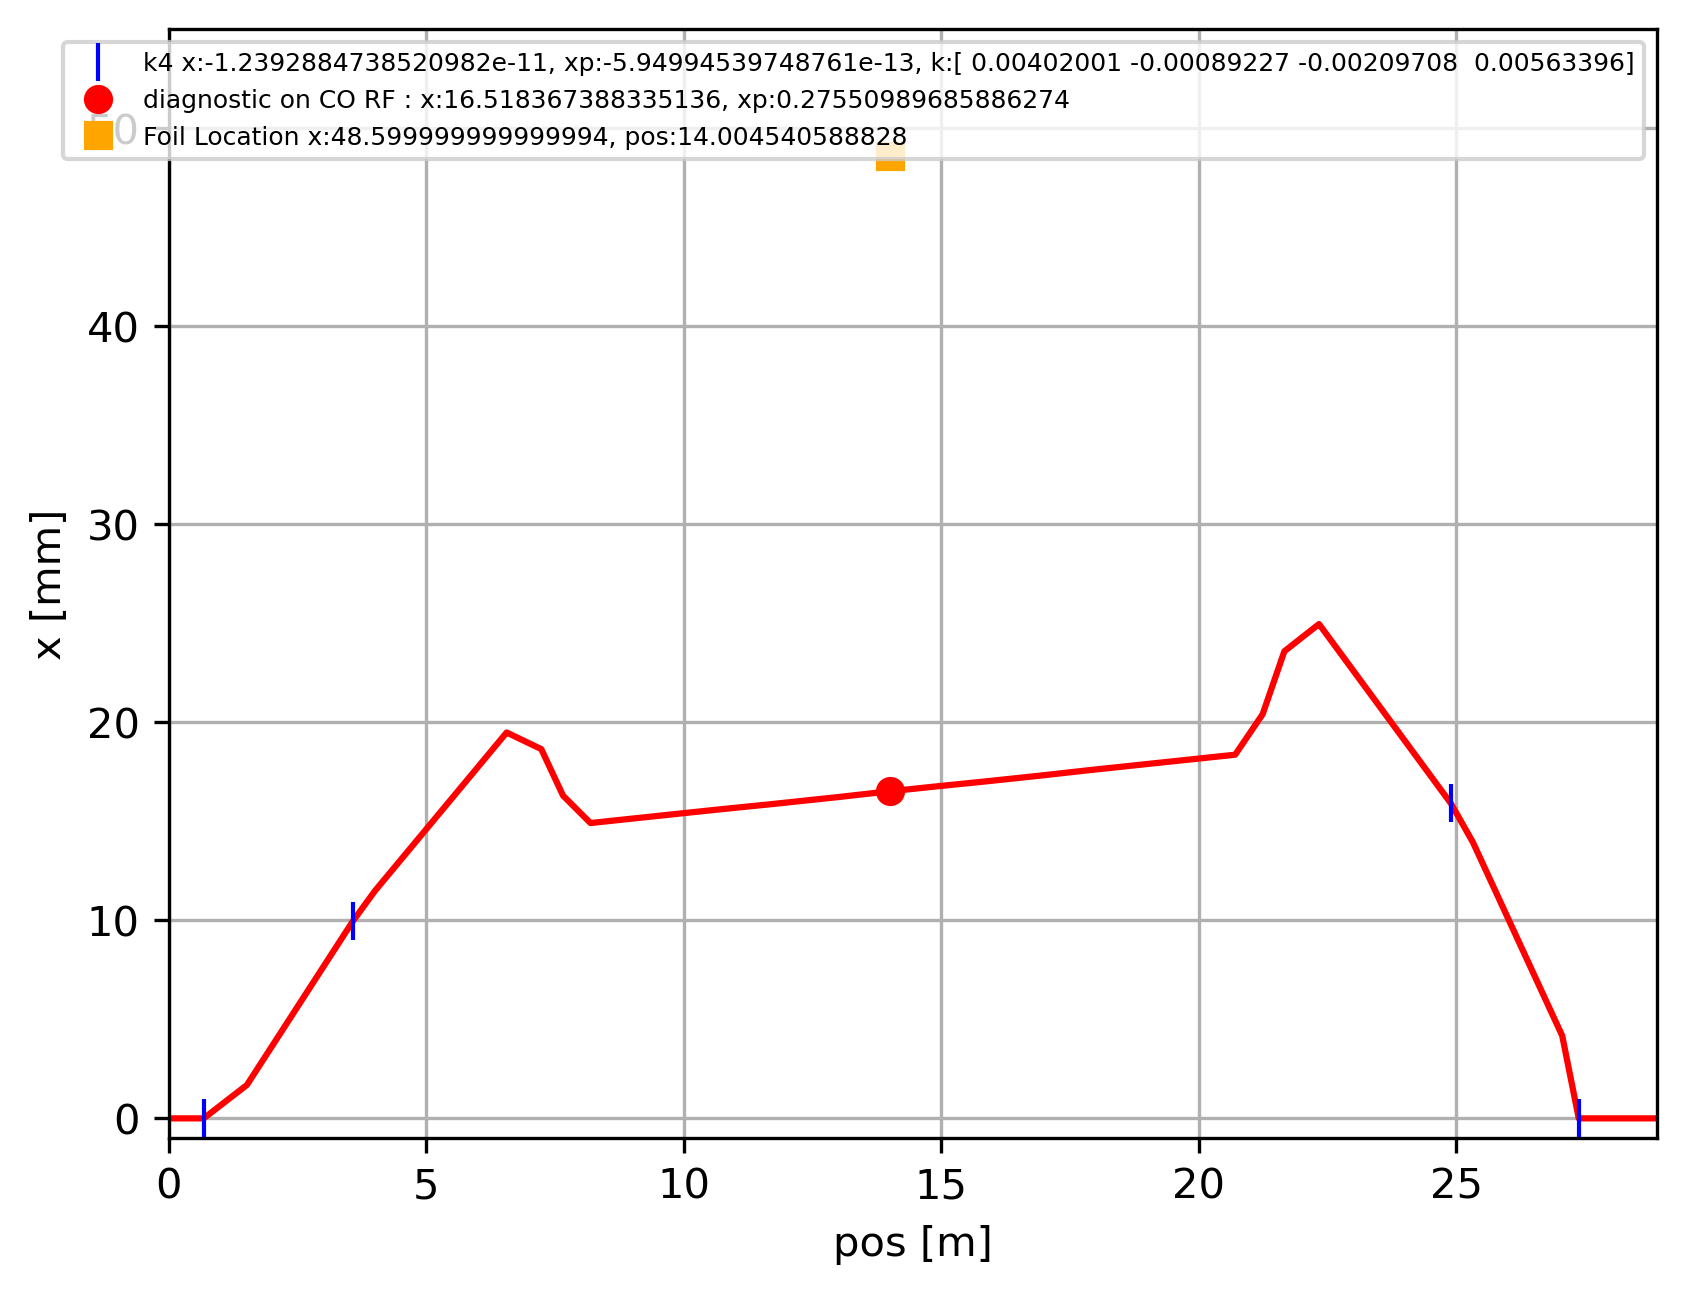 k4 x:-1.2392884738520982e-11, xp:-5.94994539748761e-13, k:[ 0.00402001 -0.00089227 -0.00209708  0.00563396]
diagnostic on CO RF : x:16.518367388335136, xp:0.27550989685886274
Foil Location x:48.599999999999994, pos:14.004540588828
50
40
30
20
10
0
x [mm]
0 5 10 15 20 25
pos [m]